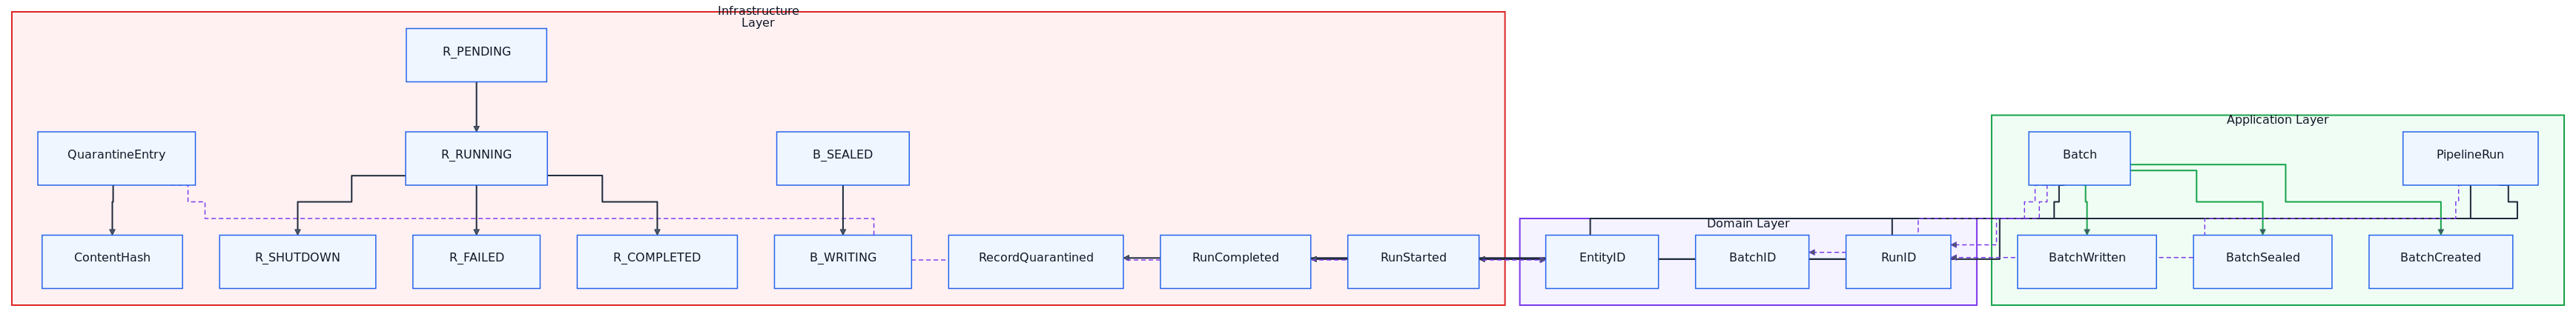 Infrastructure
Layer
R_PENDING
QuarantineEntry
R_RUNNING
B_SEALED
ContentHash
R_SHUTDOWN
R_FAILED
R_COMPLETED
B_WRITING
RecordQuarantined
RunCompleted
RunStarted
Domain Layer
EntityID
BatchID
RunID
Application Layer
Batch
PipelineRun
BatchWritten
BatchSealed
BatchCreated